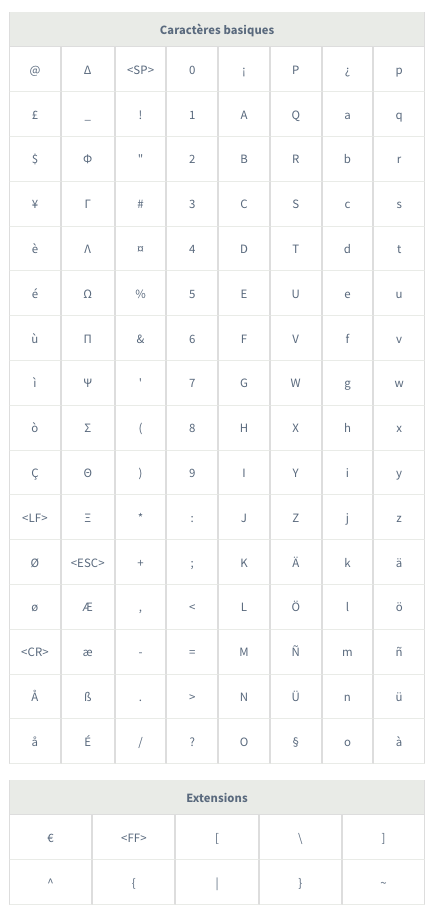 Caractères basiques
@ Δ <SP> 0 ¡ P ¿ p
£ _ ! 1 A Q a q
$ Φ " 2 B R b r
¥ Γ # 3 C S c s
è Λ ¤ 4 D T d t
é Ω % 5 E U e u
ù Π & 6 F V f v
ì Ψ ' 7 G W g w
ò Σ ( 8 H X h x
Ç Θ ) 9 I Y i y
<LF> Ξ * : J Z j z
Ø <ESC> + ; K Ä k ä
ø Æ , < L Ö l ö
<CR> æ - = M Ñ m ñ
Å ß . > N Ü n ü
å É / ? O § o à
Extensions
€ <FF> [ \ ]
^ { | } ~